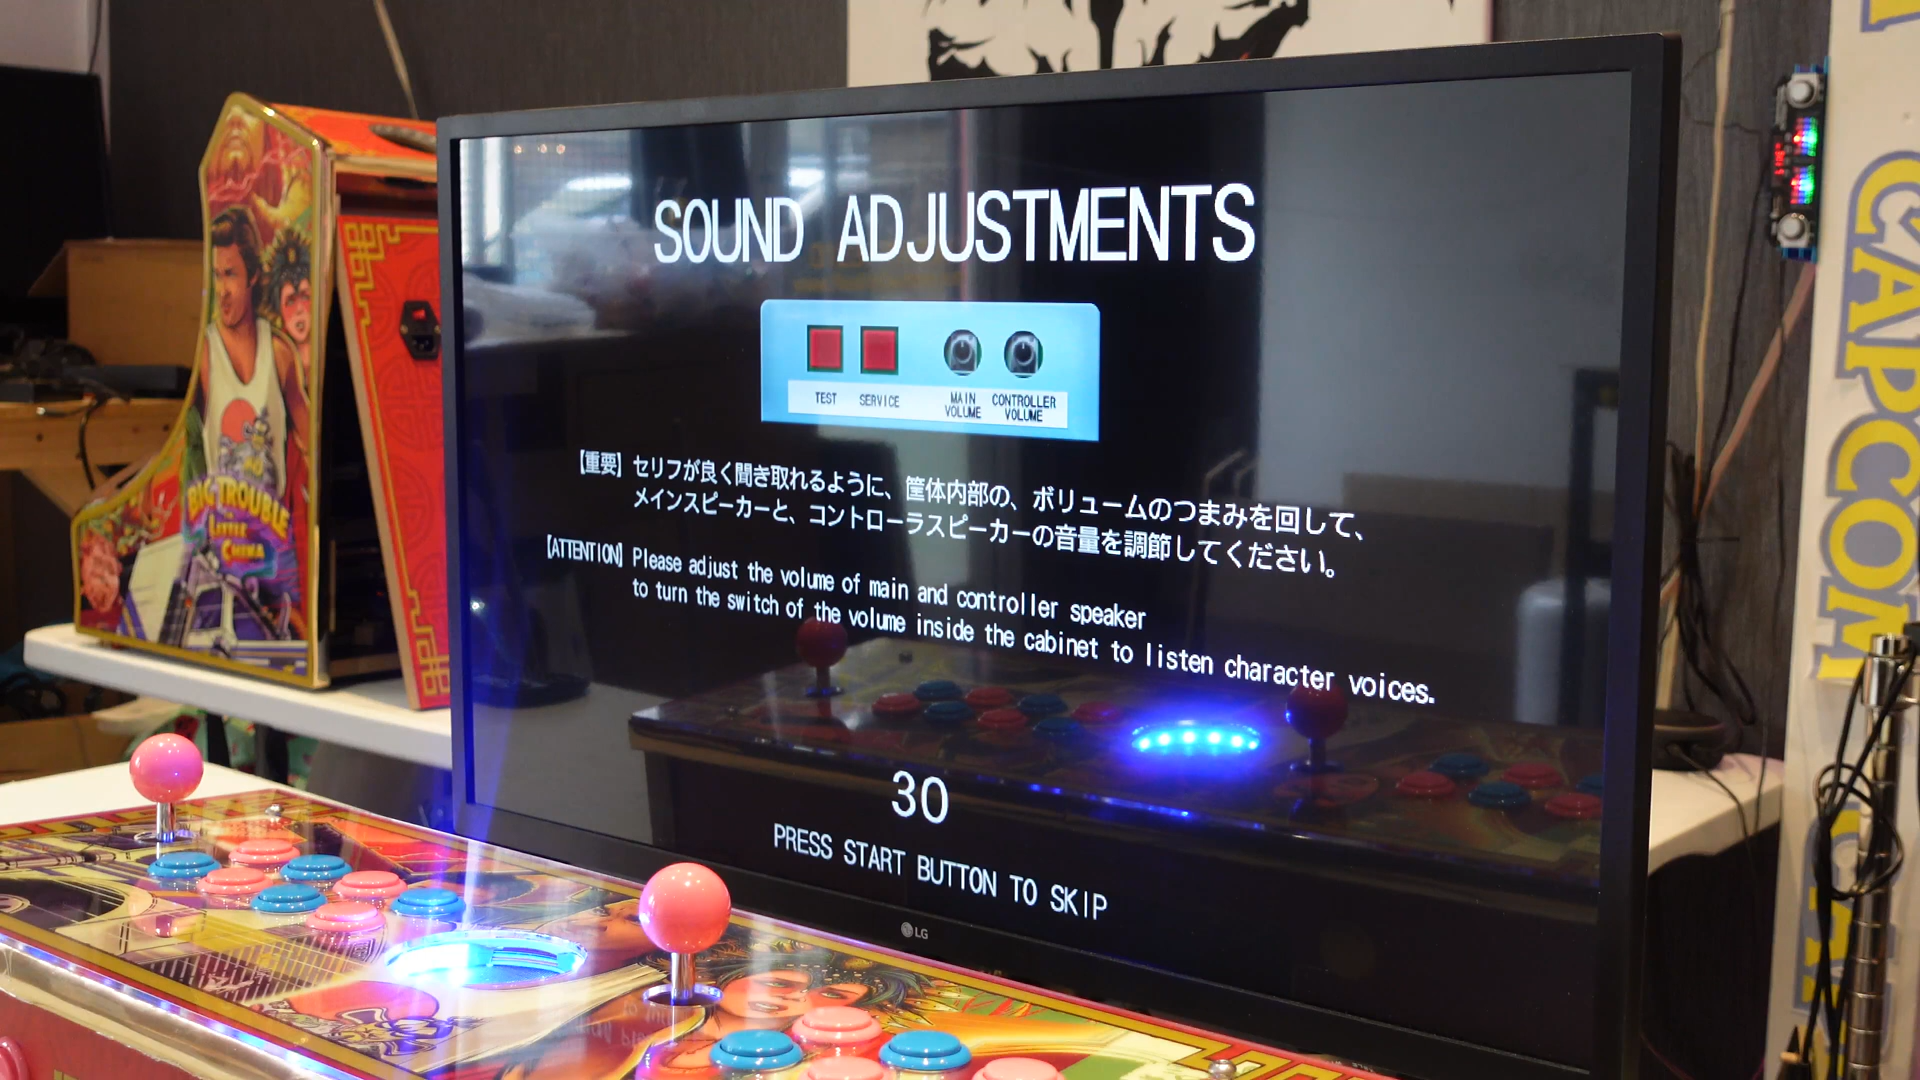 SOUND ADJUSTMENTS
TEST SERVICE MAIN VOLUME CONTROLLER VOLUME
【重要】セリフが良く聞き取れるように、筐体内部の、ボリュームのつまみを回して、
メインスピーカーと、コントローラスピーカーの音量を調節してください。
【ATTENTION】Please adjust the volume of main and controller speaker
to turn the switch of the volume inside the cabinet to listen character voices.
30
PRESS START BUTTON TO SKIP
LG
BIG TROUBLE
IN
LITTLE
CHINA
CAPCOM